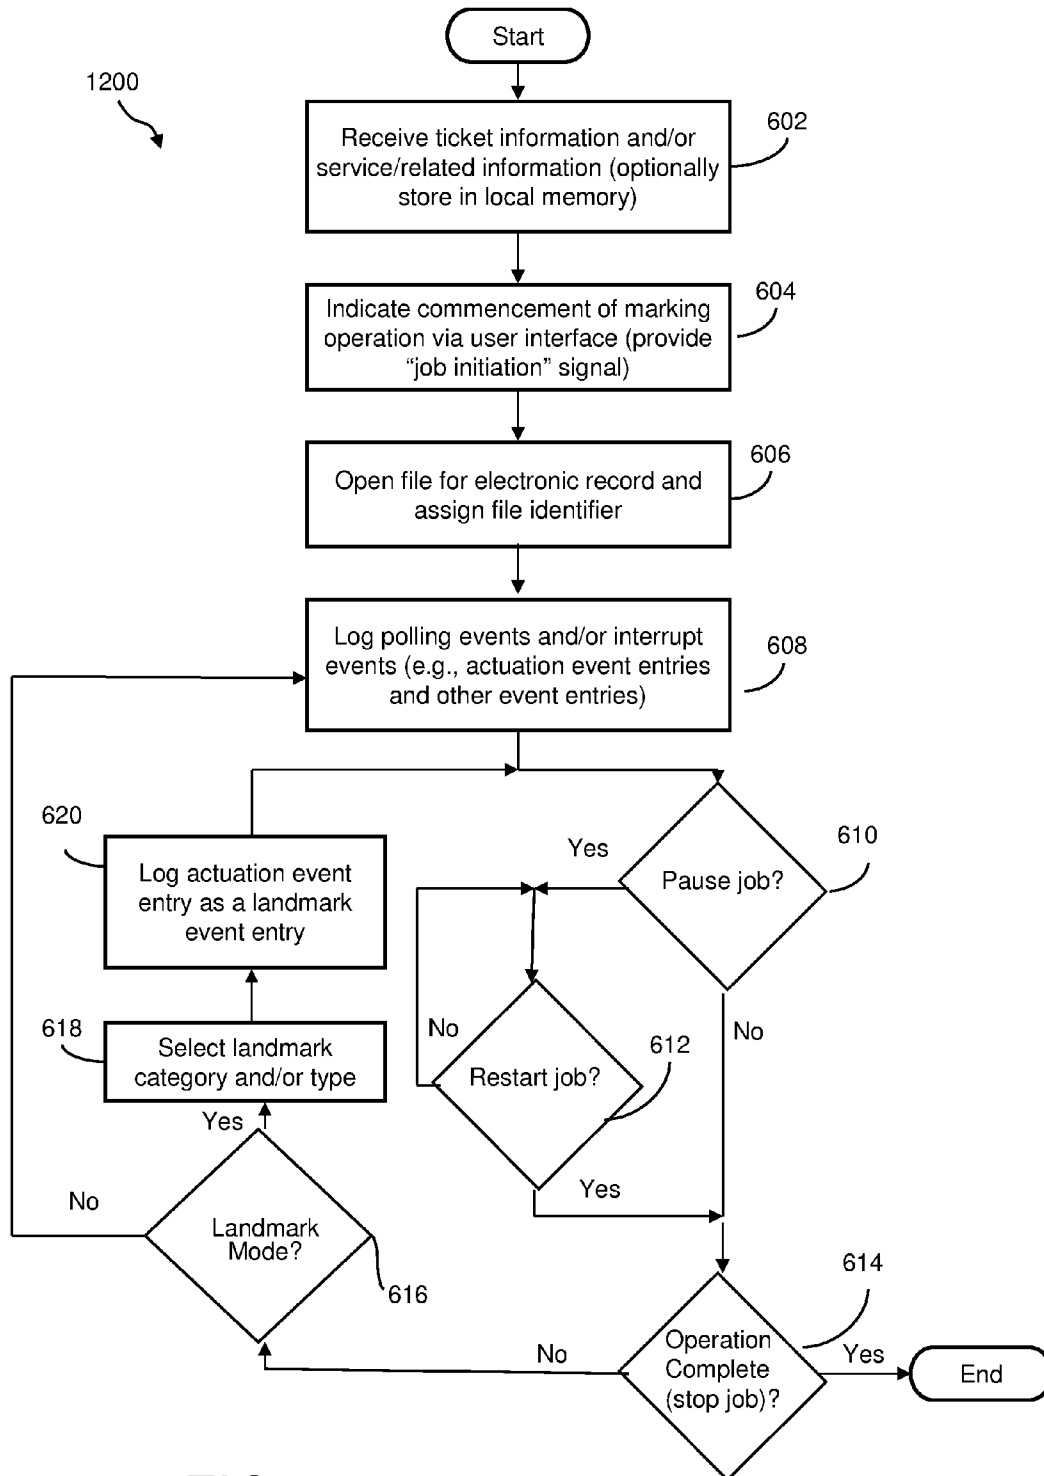 Start
1200
Receive ticket information and/or
service/related information (optionally
store in local memory)
602
Indicate commencement of marking
operation via user interface (provide
“job initiation” signal)
604
Open file for electronic record and
assign file identifier
606
Log polling events and/or interrupt
events (e.g., actuation event entries
and other event entries)
608
620
Log actuation event
entry as a landmark
event entry
Yes
Pause job?
610
618
Select landmark
category and/or type
No
Restart job?
612
No
Yes
Yes
No
Landmark
Mode?
616
614
Operation
Complete
(stop job)?
No
Yes
End